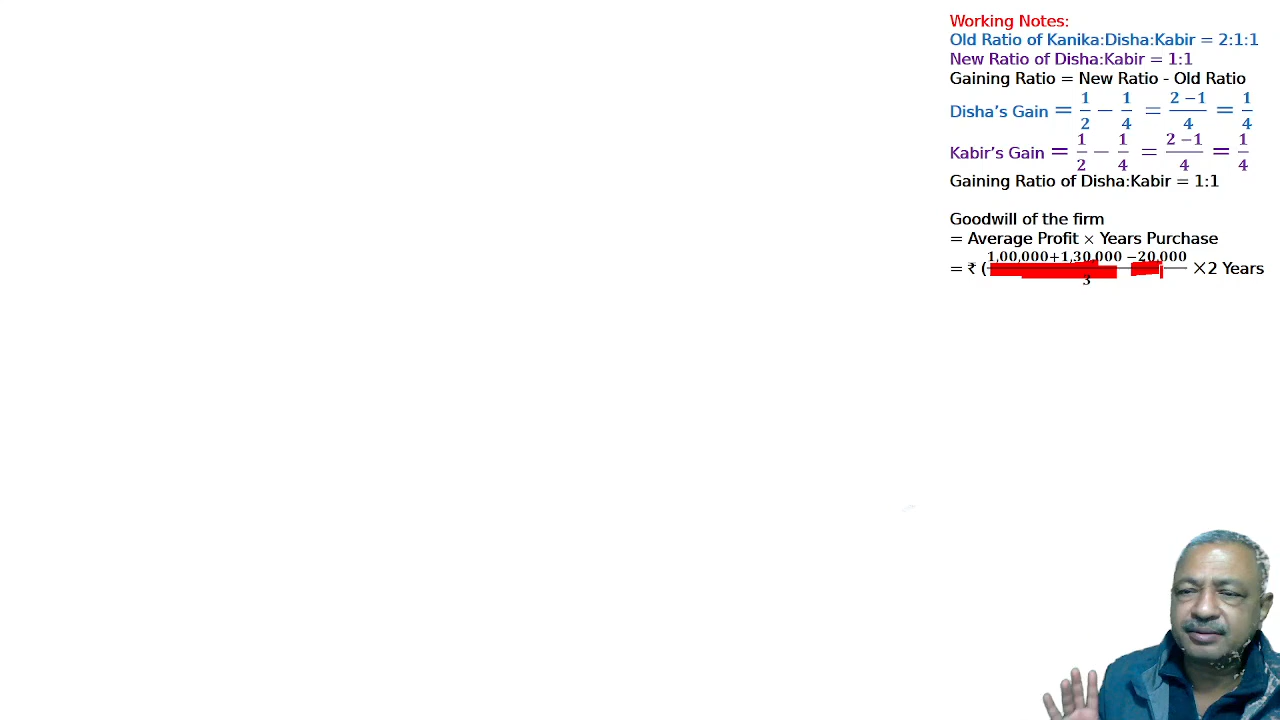 Working Notes:
Old Ratio of Kanika:Disha:Kabir = 2:1:1
New Ratio of Disha:Kabir = 1:1
Gaining Ratio = New Ratio - Old Ratio
Disha’s Gain = 1/2 − 1/4 = 2 −1/4 = 1/4
Kabir’s Gain = 1/2 − 1/4 = 2 −1/4 = 1/4
Gaining Ratio of Disha:Kabir = 1:1
Goodwill of the firm
= Average Profit × Years Purchase
= ₹ (1,00,000+1,30,000 −20,000/3 ×2 Years